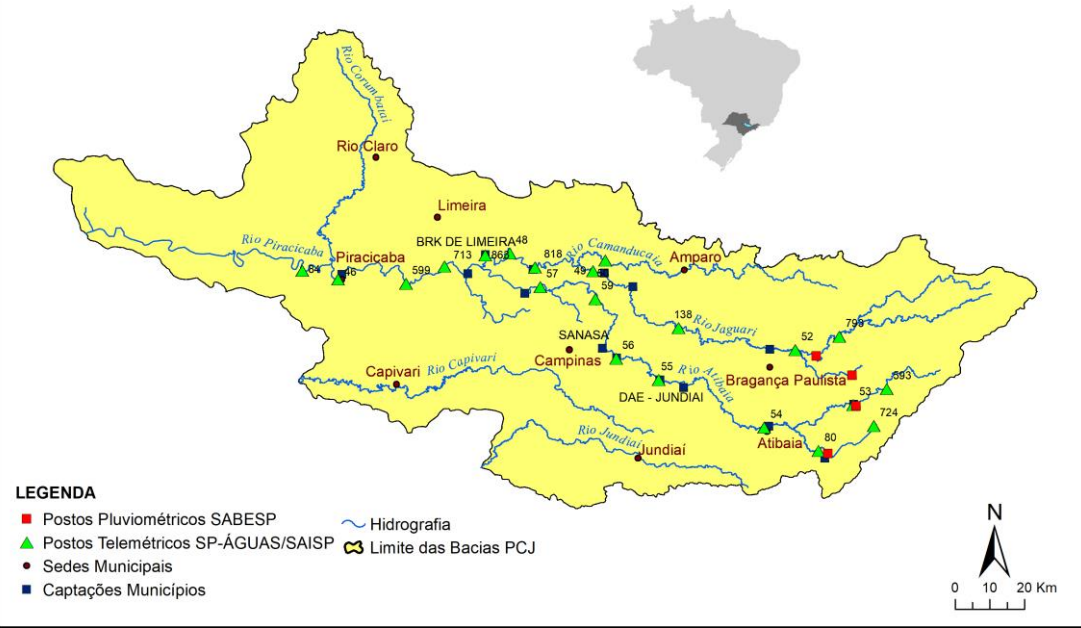 Rio Corumbataí
Rio Claro
Limeira
Rio Piracicaba
Piracicaba
BRK DE LIMEIRA
48
Rio Camanducaia
64
46
599
713
868
818
57
49
59
Amparo
138
Rio Jaguari
52
798
SANASA
Campinas
56
Capivari
Rio Capivari
55
DAE - JUNDIAI
Rio Atibaia
Bragança Paulista
593
53
54
724
Atibaia
80
Rio Jundiaí
Jundiaí
LEGENDA
Postos Pluviométricos SABESP
Postos Telemétricos SP-ÁGUAS/SAISP
Sedes Municipais
Captações Municípios
Hidrografia
Limite das Bacias PCJ
N
0 10 20 Km